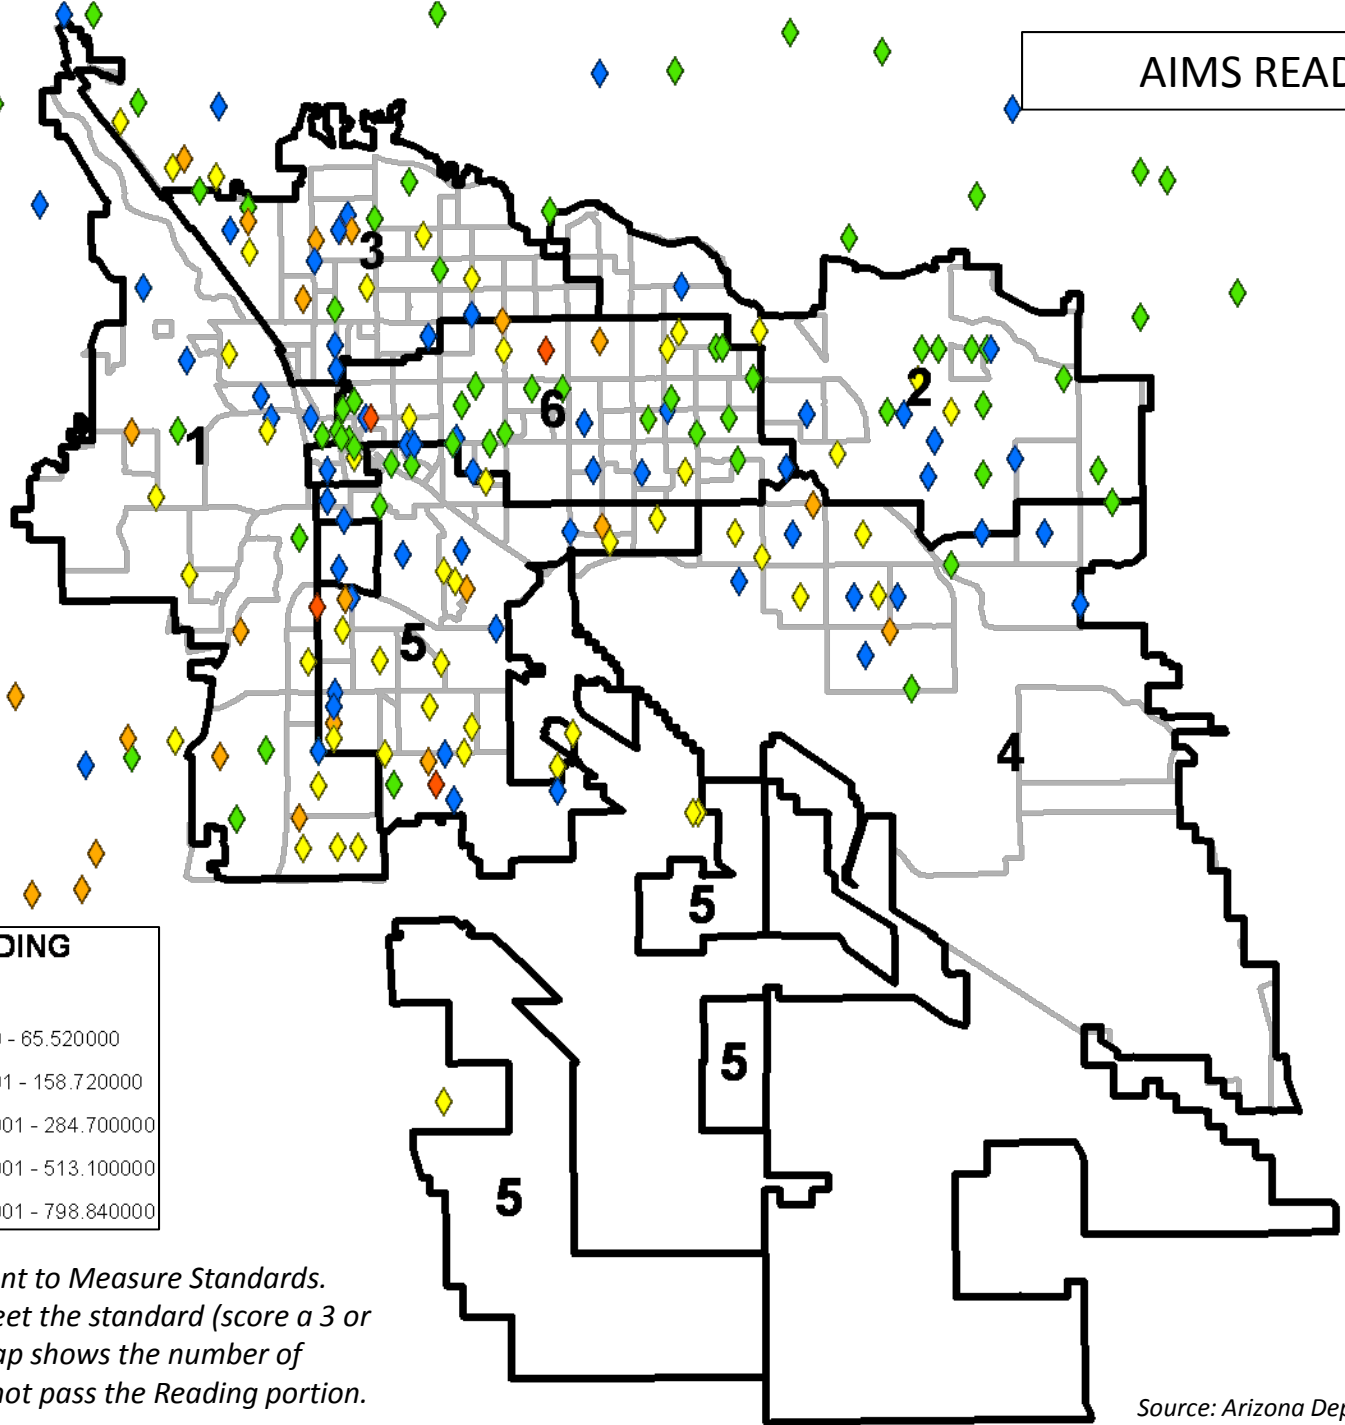 AIMS READ
3
2
6
1
5
4
5
DING
- 65.520000
01 - 158.720000
001 - 284.700000
5
001 - 513.100000
5
001 - 798.840000
nt to Measure Standards.
eet the standard (score a 3 or
ap shows the number of
not pass the Reading portion.
Source: Arizona Dep